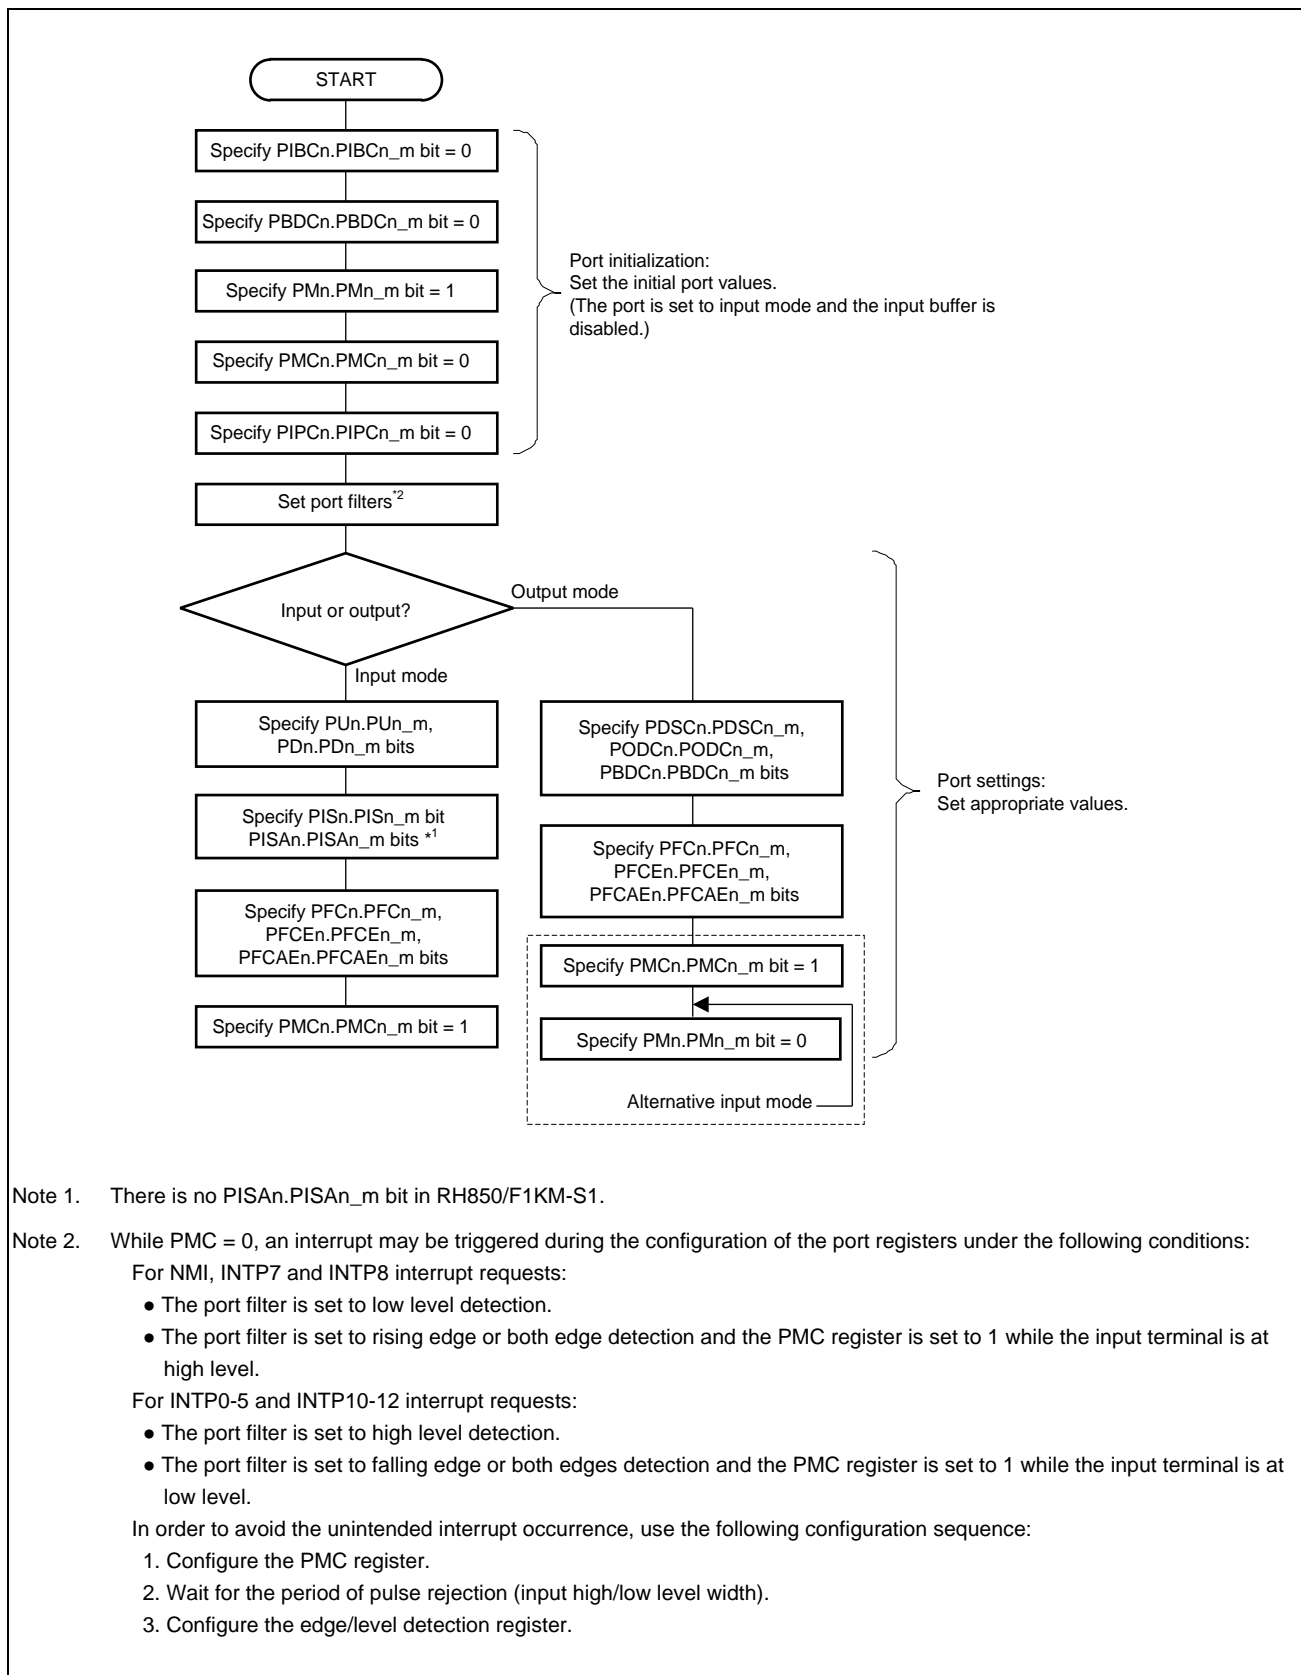 START
Specify PIBCn.PIBCn_m bit = 0
Specify PBDCn.PBDCn_m bit = 0
Specify PMn.PMn_m bit = 1
Specify PMCn.PMCn_m bit = 0
Specify PIPCn.PIPCn_m bit = 0
Port initialization:
Set the initial port values.
(The port is set to input mode and the input buffer is
disabled.)
Set port filters*2
Input or output?
Output mode
Input mode
Specify PUn.PUn_m,
PDn.PDn_m bits
Specify PISn.PISn_m bit
PISAn.PISAn_m bits *1
Specify PFCn.PFCn_m,
PFCEn.PFCEn_m,
PFCAEn.PFCAEn_m bits
Specify PMCn.PMCn_m bit = 1
Specify PDSCn.PDSCn_m,
PODCn.PODCn_m,
PBDCn.PBDCn_m bits
Specify PFCn.PFCn_m,
PFCEn.PFCEn_m,
PFCAEn.PFCAEn_m bits
Specify PMCn.PMCn_m bit = 1
Specify PMn.PMn_m bit = 0
Alternative input mode
Port settings:
Set appropriate values.
Note 1. There is no PISAn.PISAn_m bit in RH850/F1KM-S1.
Note 2. While PMC = 0, an interrupt may be triggered during the configuration of the port registers under the following conditions:
For NMI, INTP7 and INTP8 interrupt requests:
● The port filter is set to low level detection.
● The port filter is set to rising edge or both edge detection and the PMC register is set to 1 while the input terminal is at
high level.
For INTP0-5 and INTP10-12 interrupt requests:
● The port filter is set to high level detection.
● The port filter is set to falling edge or both edges detection and the PMC register is set to 1 while the input terminal is at
low level.
In order to avoid the unintended interrupt occurrence, use the following configuration sequence:
1. Configure the PMC register.
2. Wait for the period of pulse rejection (input high/low level width).
3. Configure the edge/level detection register.